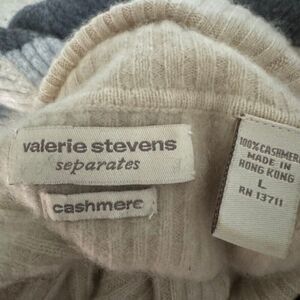 valerie stevens
separates
cashmere
100% CASHMERE
MADE IN
HONG KONG
L
RN 13711